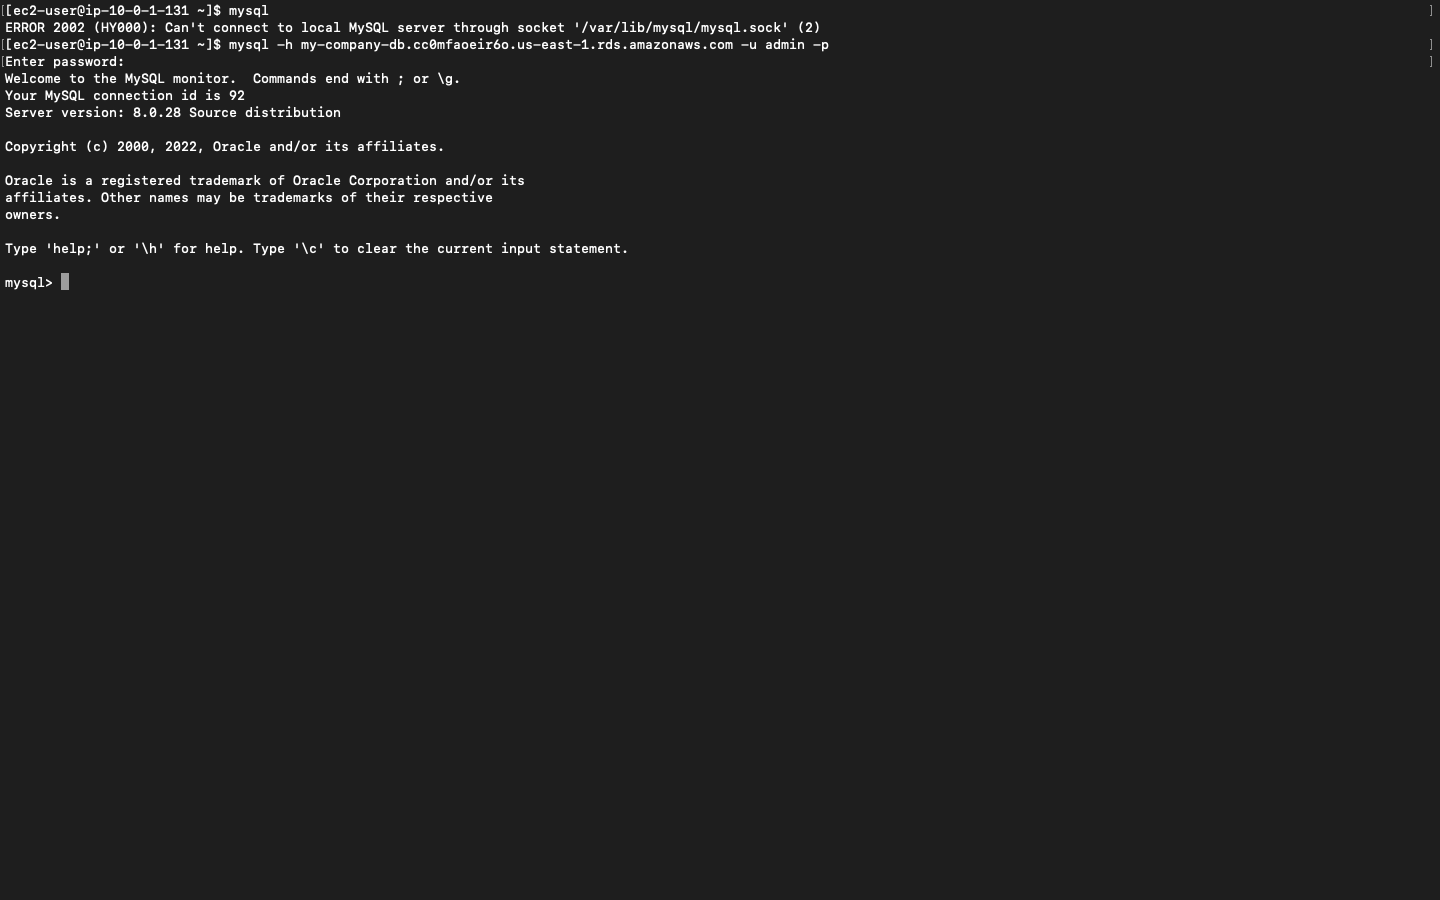 [ec2-user@ip-10-0-1-131 ~]$ mysql
ERROR 2002 (HY000): Can't connect to local MySQL server through socket '/var/lib/mysql/mysql.sock' (2)
[ec2-user@ip-10-0-1-131 ~]$ mysql -h my-company-db.cc0mfaoeir6o.us-east-1.rds.amazonaws.com -u admin -p
Enter password:
Welcome to the MySQL monitor.  Commands end with ; or \g.
Your MySQL connection id is 92
Server version: 8.0.28 Source distribution

Copyright (c) 2000, 2022, Oracle and/or its affiliates.

Oracle is a registered trademark of Oracle Corporation and/or its
affiliates. Other names may be trademarks of their respective
owners.

Type 'help;' or '\h' for help. Type '\c' to clear the current input statement.

mysql>